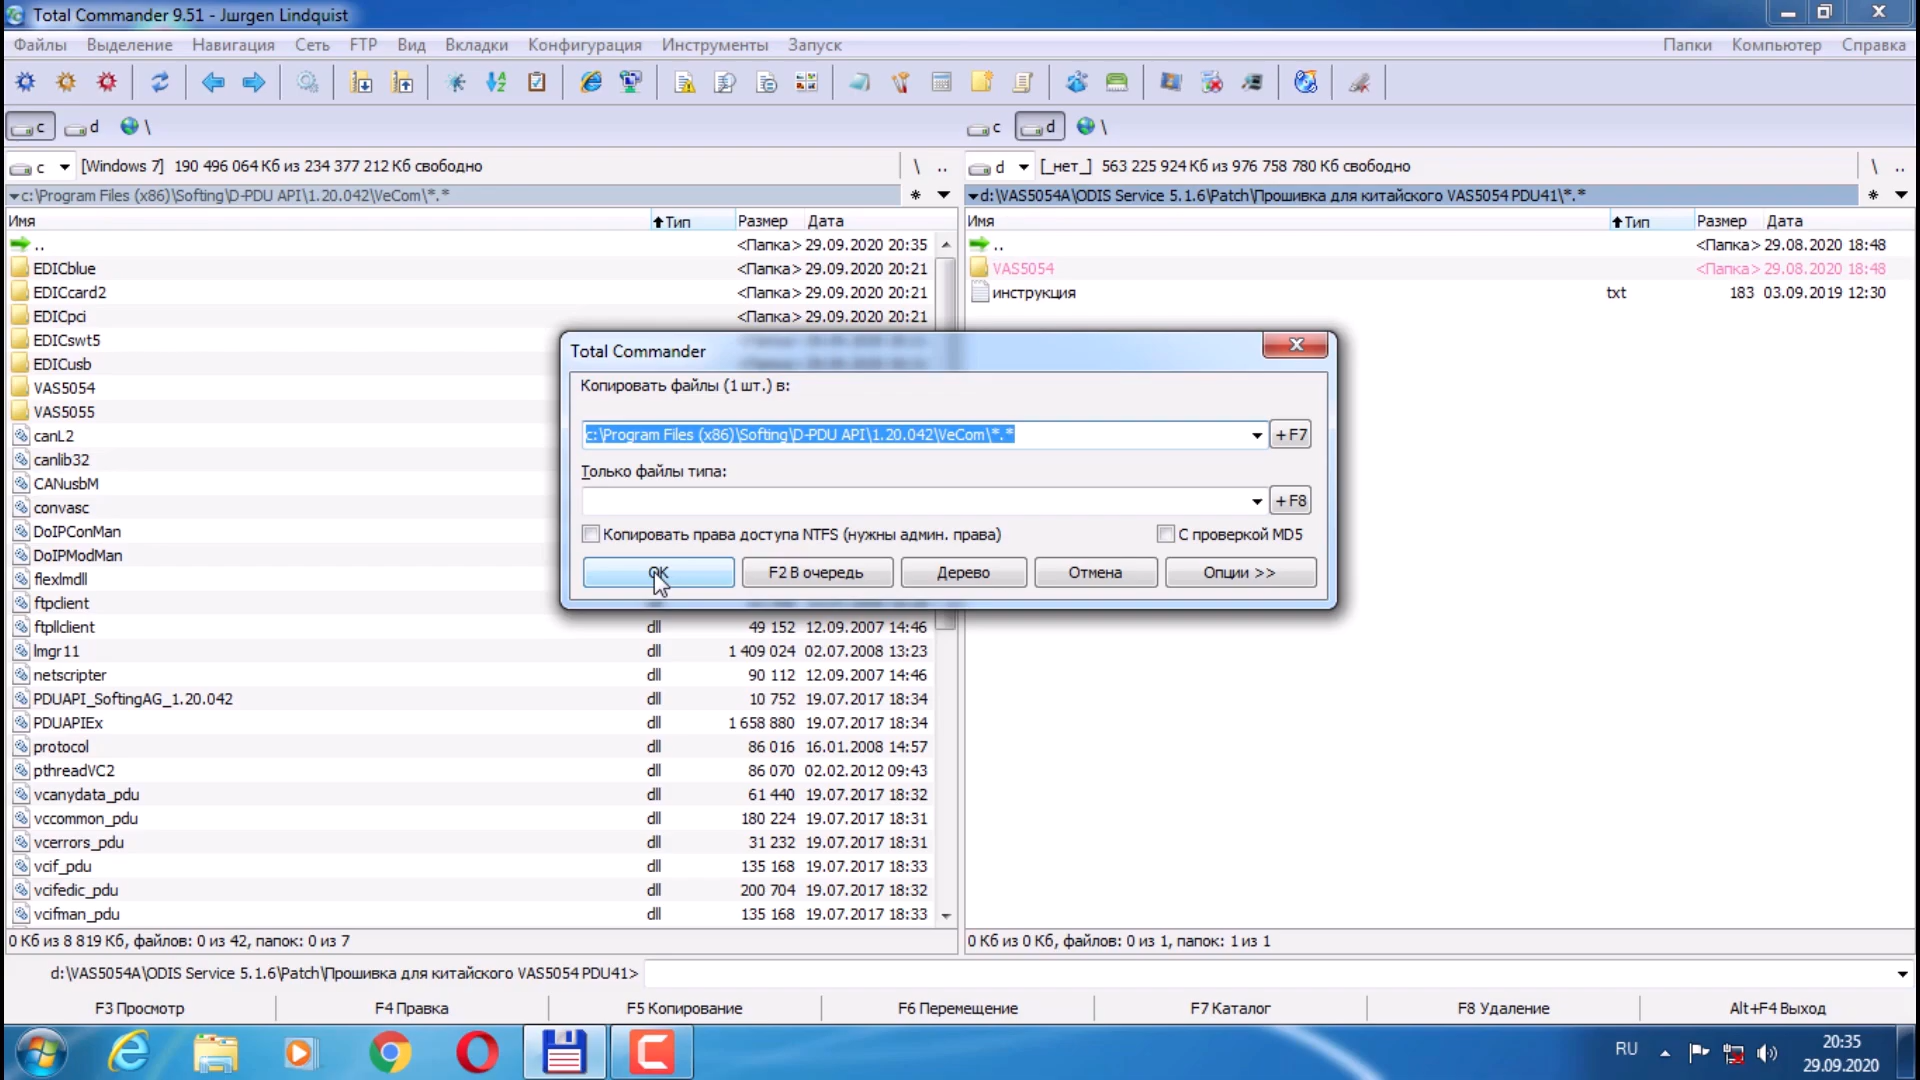 Total Commander 9.51 - Jшrgen Lindquist
Файлы Выделение Навигация Сеть FTP Вид Вкладки Конфигурация Инструменты Запуск Папки Компьютер Справка
c d \ c d \
c [Windows 7] 190 496 064 Кб из 234 377 212 Кб свободно \ .. d [_нет_] 563 225 924 Кб из 976 758 780 Кб свободно \ ..
c:\Program Files (x86)\Softing\D-PDU API\1.20.042\VeCom\*.* * d:\VAS5054A\ODIS Service 5.1.6\Patch\Прошивка для китайского VAS5054 PDU41\*.* *
Имя Тип Размер Дата Имя Тип Размер Дата
.. <Папка> 29.09.2020 20:35 .. <Папка> 29.08.2020 18:48
EDICblue <Папка> 29.09.2020 20:21 VAS5054 <Папка> 29.08.2020 18:48
EDICcard2 <Папка> 29.09.2020 20:21 инструкция txt 183 03.09.2019 12:30
EDICpci <Папка> 29.09.2020 20:21
EDICswt5
EDICusb
VAS5054
VAS5055
canL2
canlib32
CANusbM
convasc
DoIPConMan
DoIPModMan
flexlmdll
ftpclient
ftpllclient dll 49 152 12.09.2007 14:46
lmgr11 dll 1 409 024 02.07.2008 13:23
netscripter dll 90 112 12.09.2007 14:46
PDUAPI_SoftingAG_1.20.042 dll 10 752 19.07.2017 18:34
PDUAPIEx dll 1 658 880 19.07.2017 18:34
protocol dll 86 016 16.01.2008 14:57
pthreadVC2 dll 86 070 02.02.2012 09:43
vcanydata_pdu dll 61 440 19.07.2017 18:32
vccommon_pdu dll 180 224 19.07.2017 18:31
vcerrors_pdu dll 31 232 19.07.2017 18:31
vcif_pdu dll 135 168 19.07.2017 18:33
vcifedic_pdu dll 200 704 19.07.2017 18:32
vcifman_pdu dll 135 168 19.07.2017 18:33
Total Commander
Копировать файлы (1 шт.) в:
c:\Program Files (x86)\Softing\D-PDU API\1.20.042\VeCom\*.* +F7
Только файлы типа:
+F8
Копировать права доступа NTFS (нужны админ. права) С проверкой MD5
OK F2 В очередь Дерево Отмена Опции >>
0 Кб из 8 819 Кб, файлов: 0 из 42, папок: 0 из 7 0 Кб из 0 Кб, файлов: 0 из 1, папок: 1 из 1
d:\VAS5054A\ODIS Service 5.1.6\Patch\Прошивка для китайского VAS5054 PDU41>
F3 Просмотр F4 Правка F5 Копирование F6 Перемещение F7 Каталог F8 Удаление Alt+F4 Выход
RU 20:35
29.09.2020